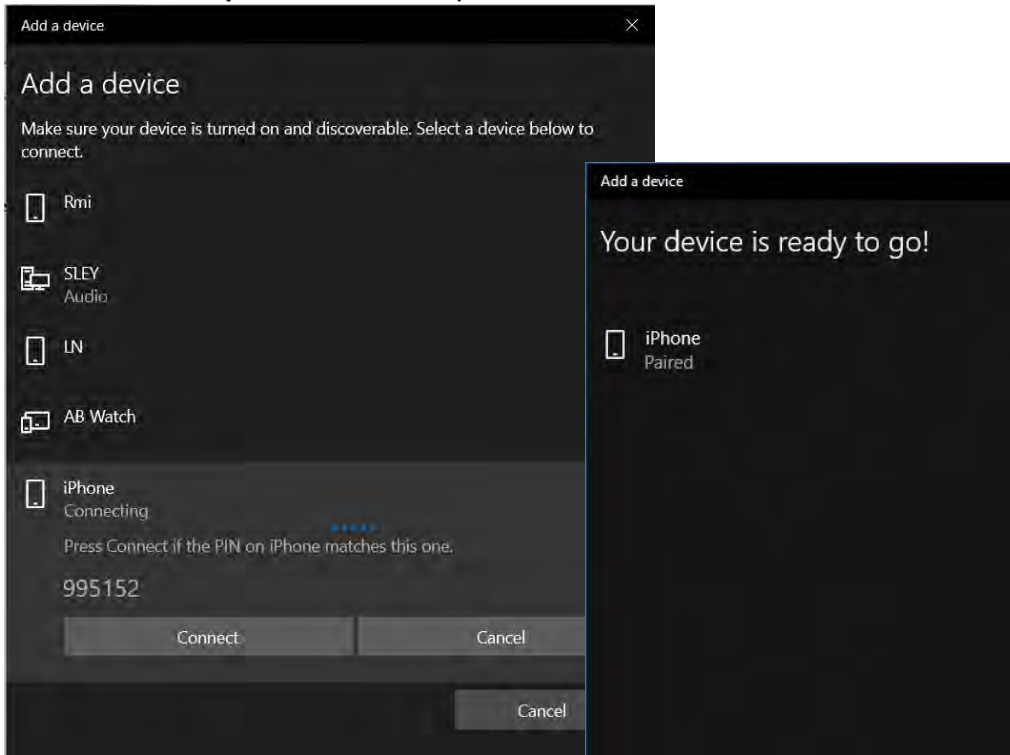 Add a device
Add a device
Make sure your device is turned on and discoverable. Select a device below to
connect.
Rmi
SLEY
Audio
LN
AB Watch
iPhone
Connecting
Press Connect if the PIN on iPhone matches this one.
995152
Connect
Cancel
Cancel
Add a device
Your device is ready to go!
iPhone
Paired